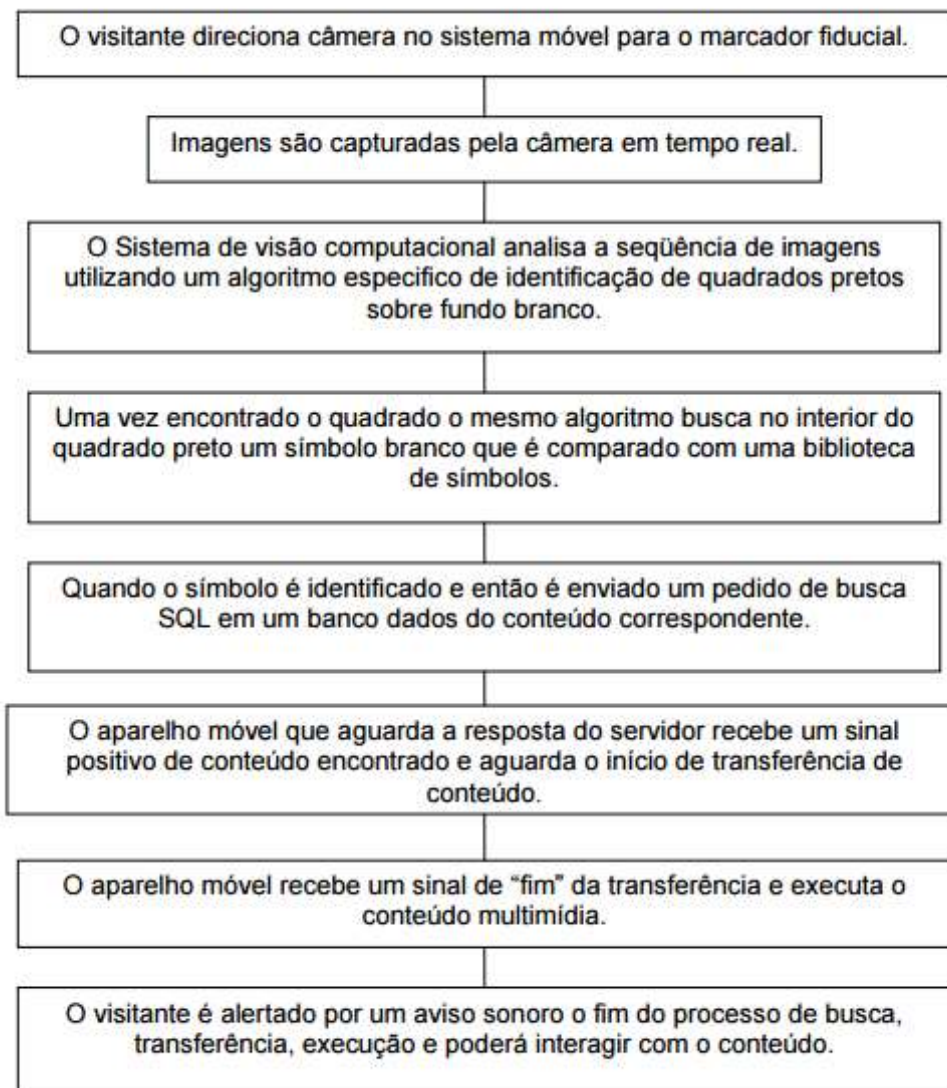 O visitante direciona câmera no sistema móvel para o marcador fiducial.
Imagens são capturadas pela câmera em tempo real.
O Sistema de visão computacional analisa a seqüência de imagens
utilizando um algoritmo especifico de identificação de quadrados pretos
sobre fundo branco.
Uma vez encontrado o quadrado o mesmo algoritmo busca no interior do
quadrado preto um símbolo branco que é comparado com uma biblioteca
de símbolos.
Quando o símbolo é identificado e então é enviado um pedido de busca
SQL em um banco dados do conteúdo correspondente.
O aparelho móvel que aguarda a resposta do servidor recebe um sinal
positivo de conteúdo encontrado e aguarda o início de transferência de
conteúdo.
O aparelho móvel recebe um sinal de “fim” da transferência e executa o
conteúdo multimídia.
O visitante é alertado por um aviso sonoro o fim do processo de busca,
transferência, execução e poderá interagir com o conteúdo.